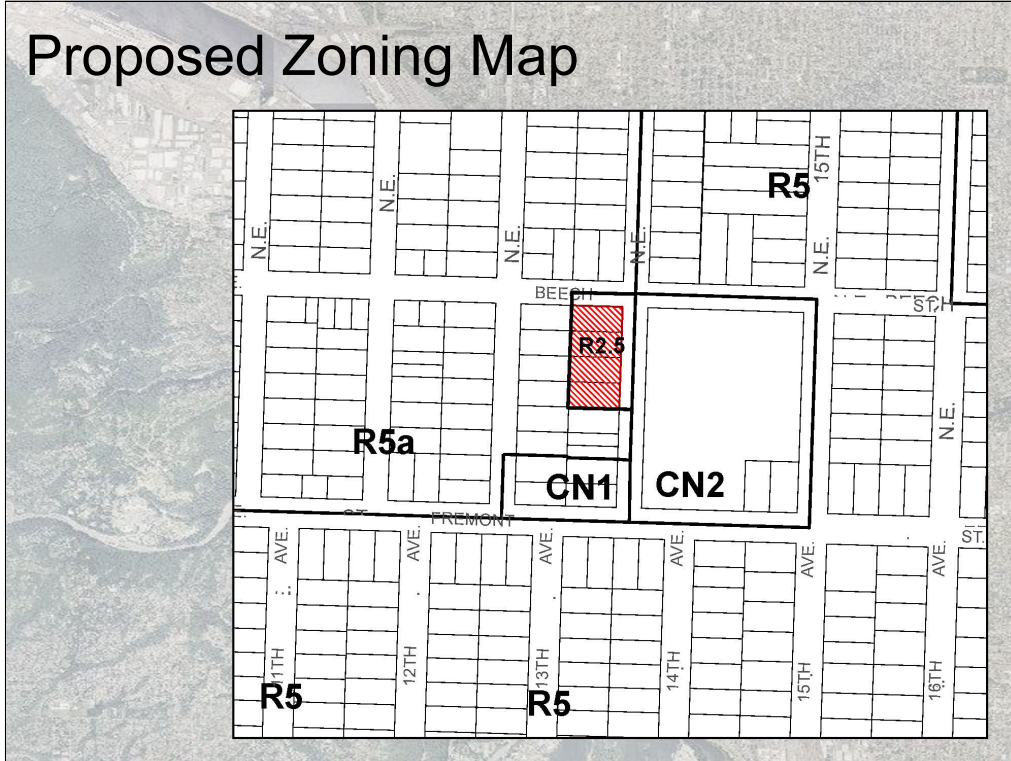 Proposed Zoning Map
15TH
R5
N.E.
N.E.
N.E.
N.E.
N.E.
BEECH
ST.
R2.5
N.E.
R5a
CN1
CN2
FREMONT
ST.
AVE.
AVE.
AVE.
AVE.
AVE.
AVE.
11TH
12TH
13TH
14TH
15TH
16TH
R5
R5